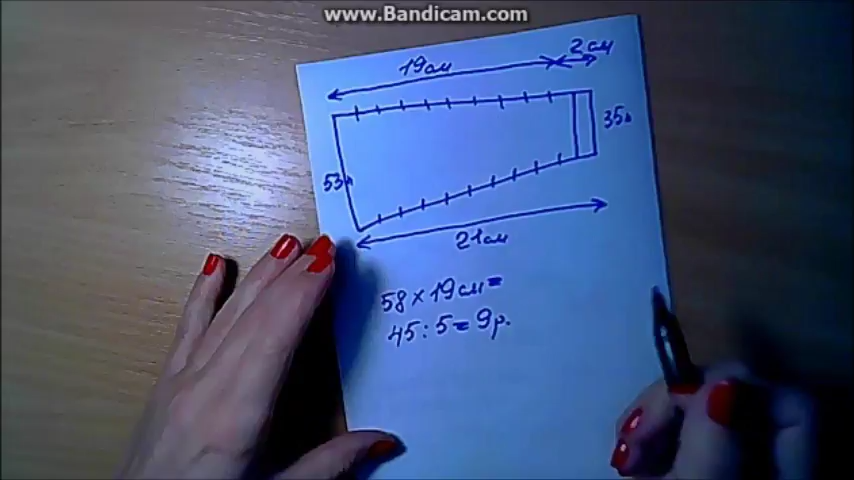 www.Bandicam.com
19см 2см
35п
53п
21см
58×19см=
45:5=9р.